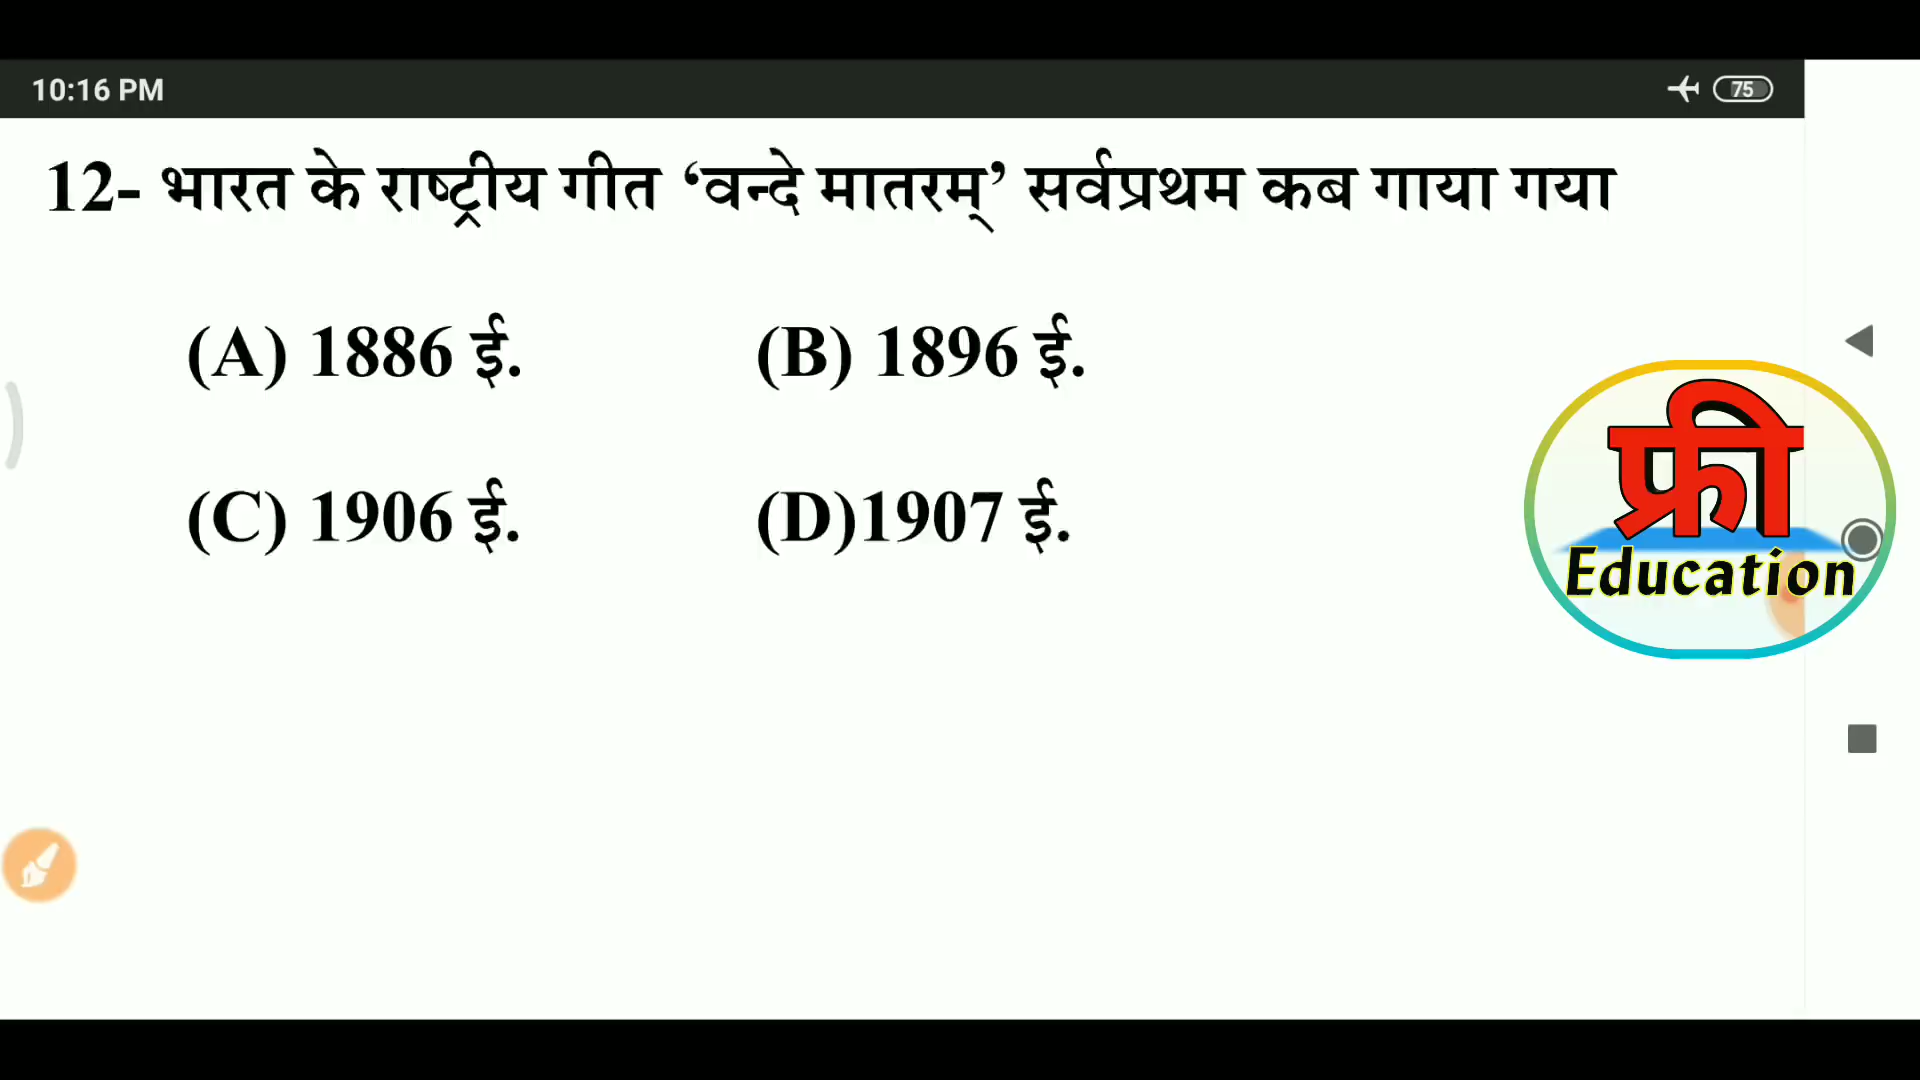 10:16 PM
75
12- भारत के राष्ट्रीय गीत ‘वन्दे मातरम्’ सर्वप्रथम कब गाया गया
(A) 1886 ई. (B) 1896 ई.
(C) 1906 ई. (D)1907 ई.
फ्री
Education